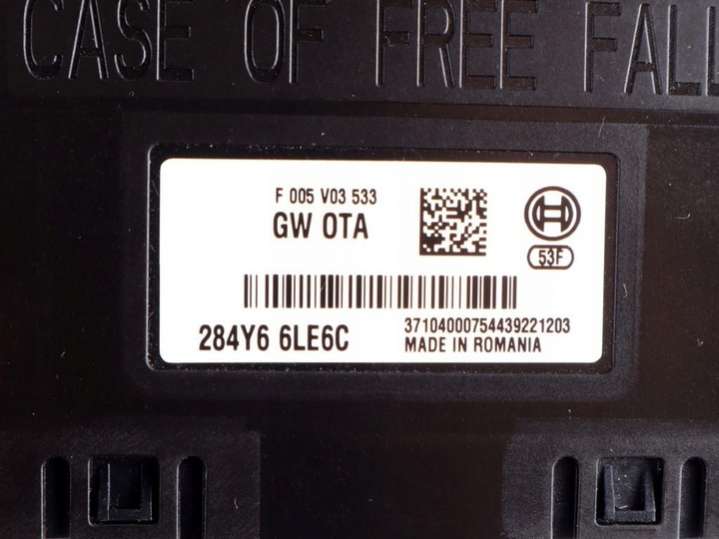 CASE OF FREE FALL
F 005 V03 533
GW OTA
53F
284Y6 6LE6C
37104000754439221203
MADE IN ROMANIA